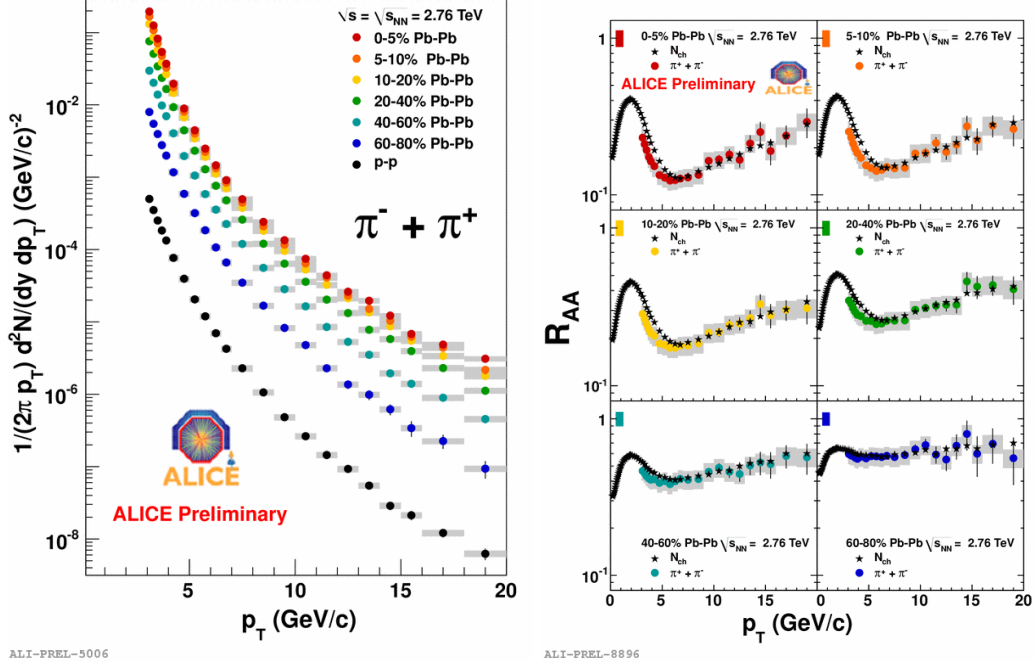 √s = √sNN = 2.76 TeV
0-5% Pb-Pb
5-10% Pb-Pb
10-20% Pb-Pb
20-40% Pb-Pb
40-60% Pb-Pb
60-80% Pb-Pb
p-p
π- + π+
1/(2π pT) d2N/(dy dpT) (GeV/c)-2
10-2
10-4
10-6
10-8
ALICE
ALICE Preliminary
5 10 15 20
pT (GeV/c)
ALI-PREL-5006
RAA
1
10-1
0-5% Pb-Pb √sNN = 2.76 TeV
Nch
π+ + π-
ALICE Preliminary
ALICE
5-10% Pb-Pb √sNN = 2.76 TeV
Nch
π+ + π-
1
10-1
10-20% Pb-Pb √sNN = 2.76 TeV
Nch
π+ + π-
20-40% Pb-Pb √sNN = 2.76 TeV
Nch
π+ + π-
1
10-1
40-60% Pb-Pb √sNN = 2.76 TeV
Nch
π+ + π-
60-80% Pb-Pb √sNN = 2.76 TeV
Nch
π+ + π-
0 5 10 15 0 5 10 15 20
pT (GeV/c)
ALI-PREL-8896